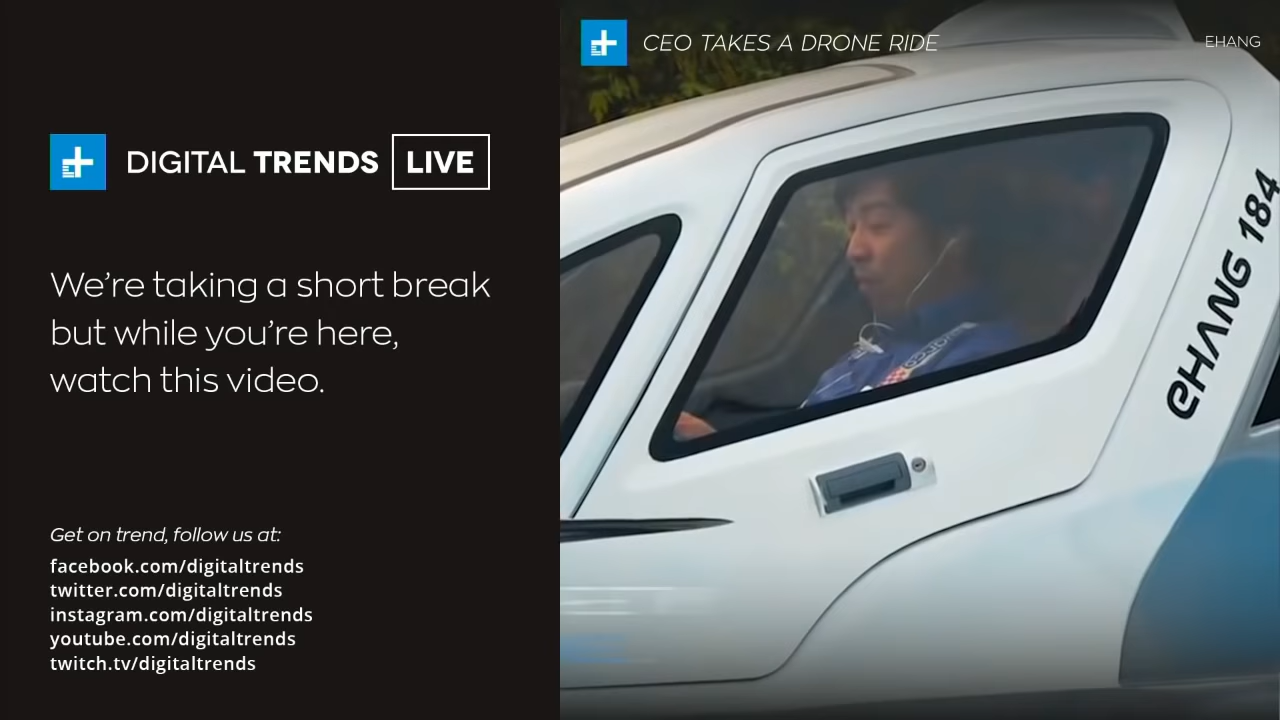 DIGITAL TRENDS LIVE
We're taking a short break
but while you're here,
watch this video.
Get on trend, follow us at:
facebook.com/digitaltrends
twitter.com/digitaltrends
instagram.com/digitaltrends
youtube.com/digitaltrends
twitch.tv/digitaltrends
CEO TAKES A DRONE RIDE
EHANG
EHANG 184